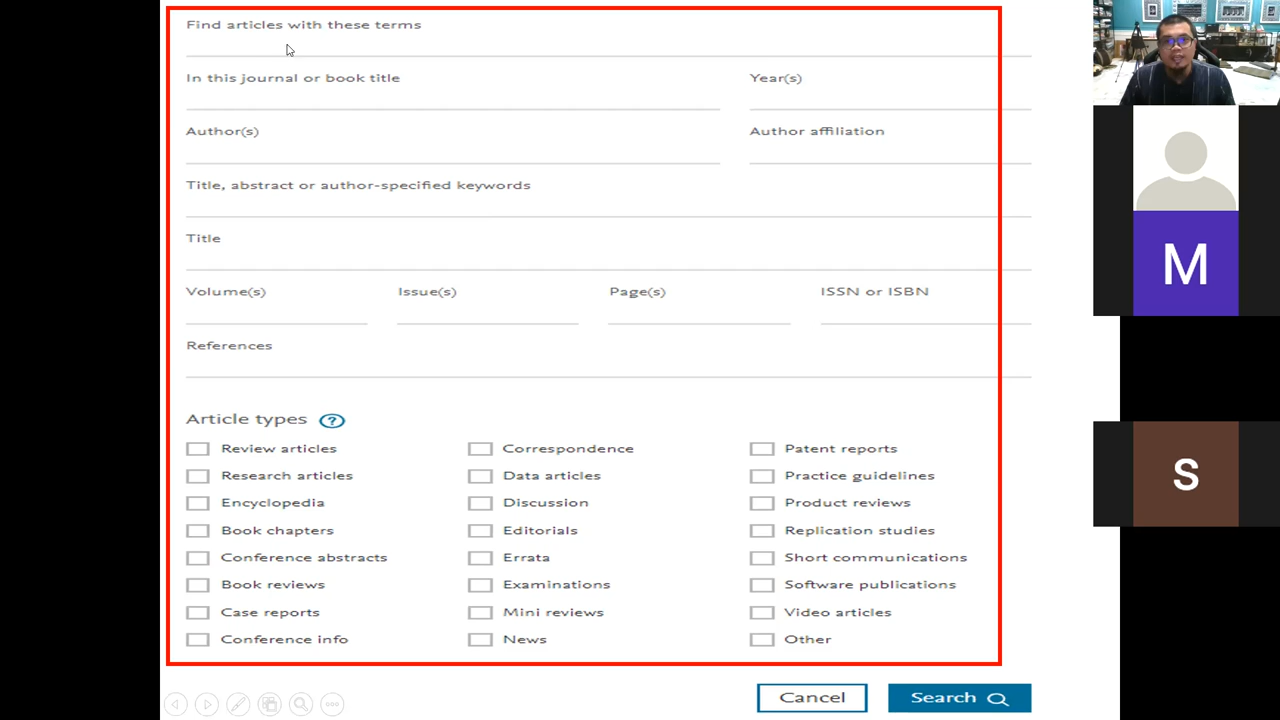 Find articles with these terms
In this journal or book title
Year(s)
Author(s)
Author affiliation
Title, abstract or author-specified keywords
Title
Volume(s)
Issue(s)
Page(s)
ISSN or ISBN
References
Article types ?
Review articles
Correspondence
Patent reports
Research articles
Data articles
Practice guidelines
Encyclopedia
Discussion
Product reviews
Book chapters
Editorials
Replication studies
Conference abstracts
Errata
Short communications
Book reviews
Examinations
Software publications
Case reports
Mini reviews
Video articles
Conference info
News
Other
Cancel
Search
M
S